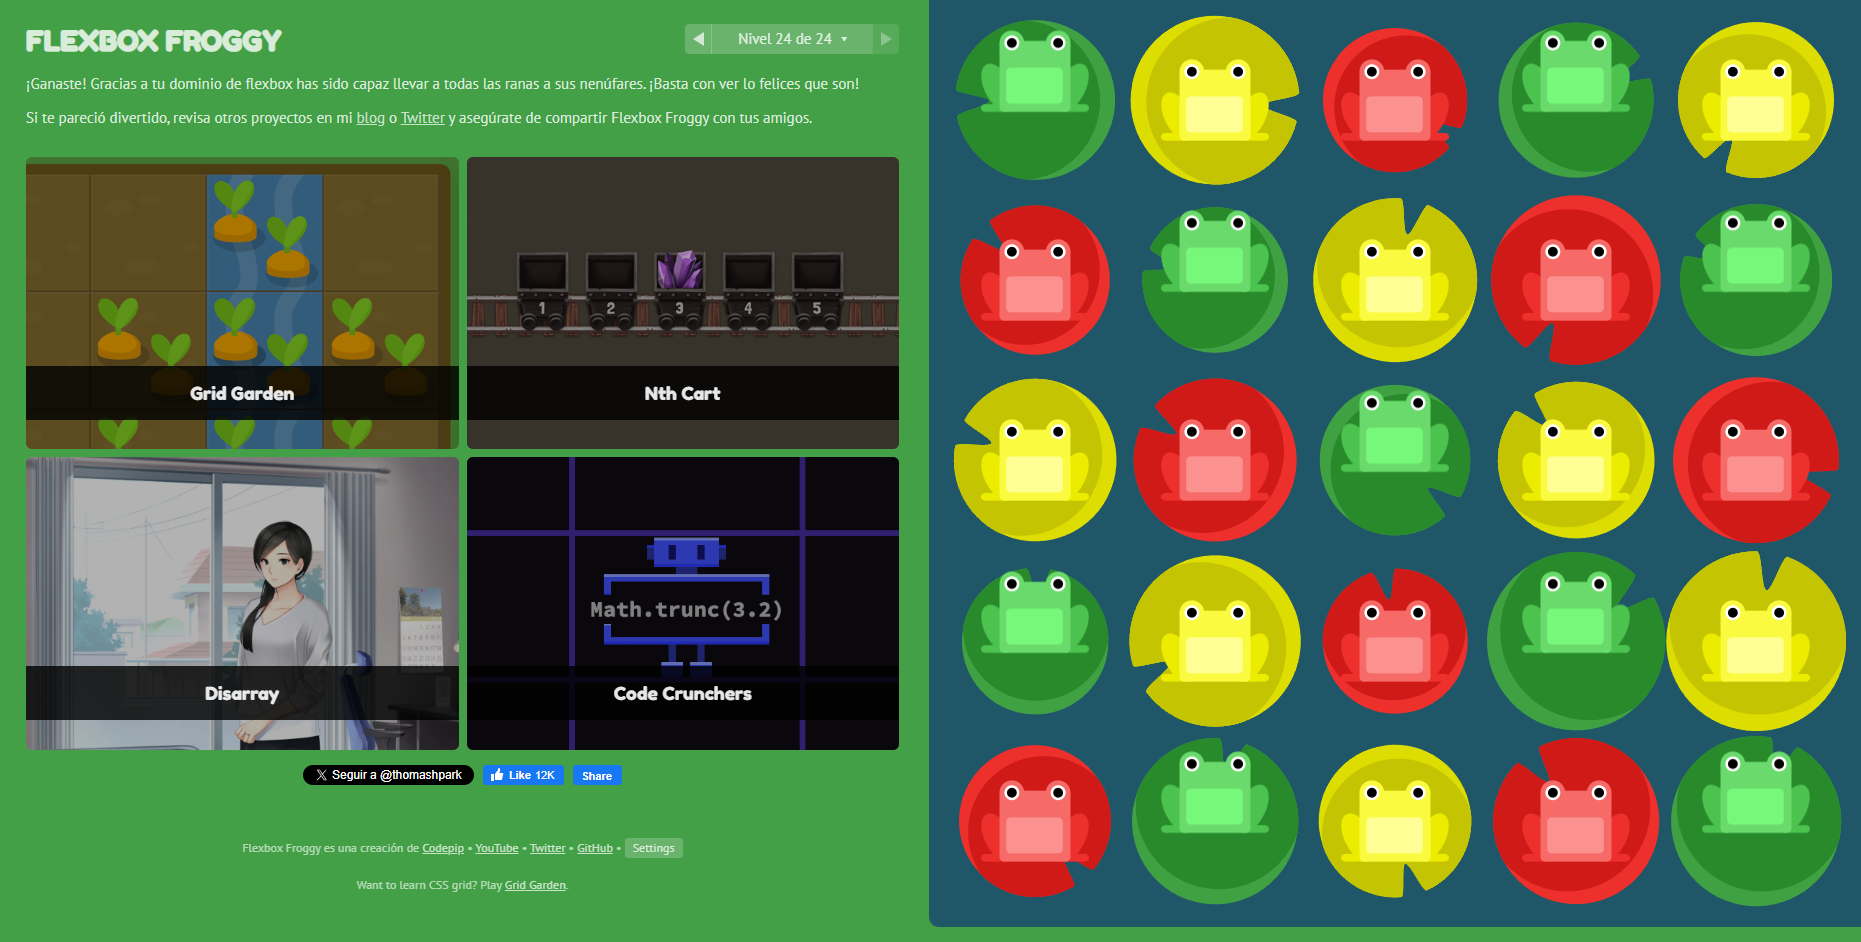 FLEXBOX FROGGY
Nivel 24 de 24
¡Ganaste! Gracias a tu dominio de flexbox has sido capaz llevar a todas las ranas a sus nenúfares. ¡Basta con ver lo felices que son!
Si te pareció divertido, revisa otros proyectos en mi blog o Twitter y asegúrate de compartir Flexbox Froggy con tus amigos.
1 2 3 4 5
Grid Garden
Nth Cart
Math.trunc(3.2)
Disarray
Code Crunchers
Seguir a @thomashpark
Like 12K
Share
Flexbox Froggy es una creación de Codepip • YouTube • Twitter • GitHub • Settings
Want to learn CSS grid? Play Grid Garden.